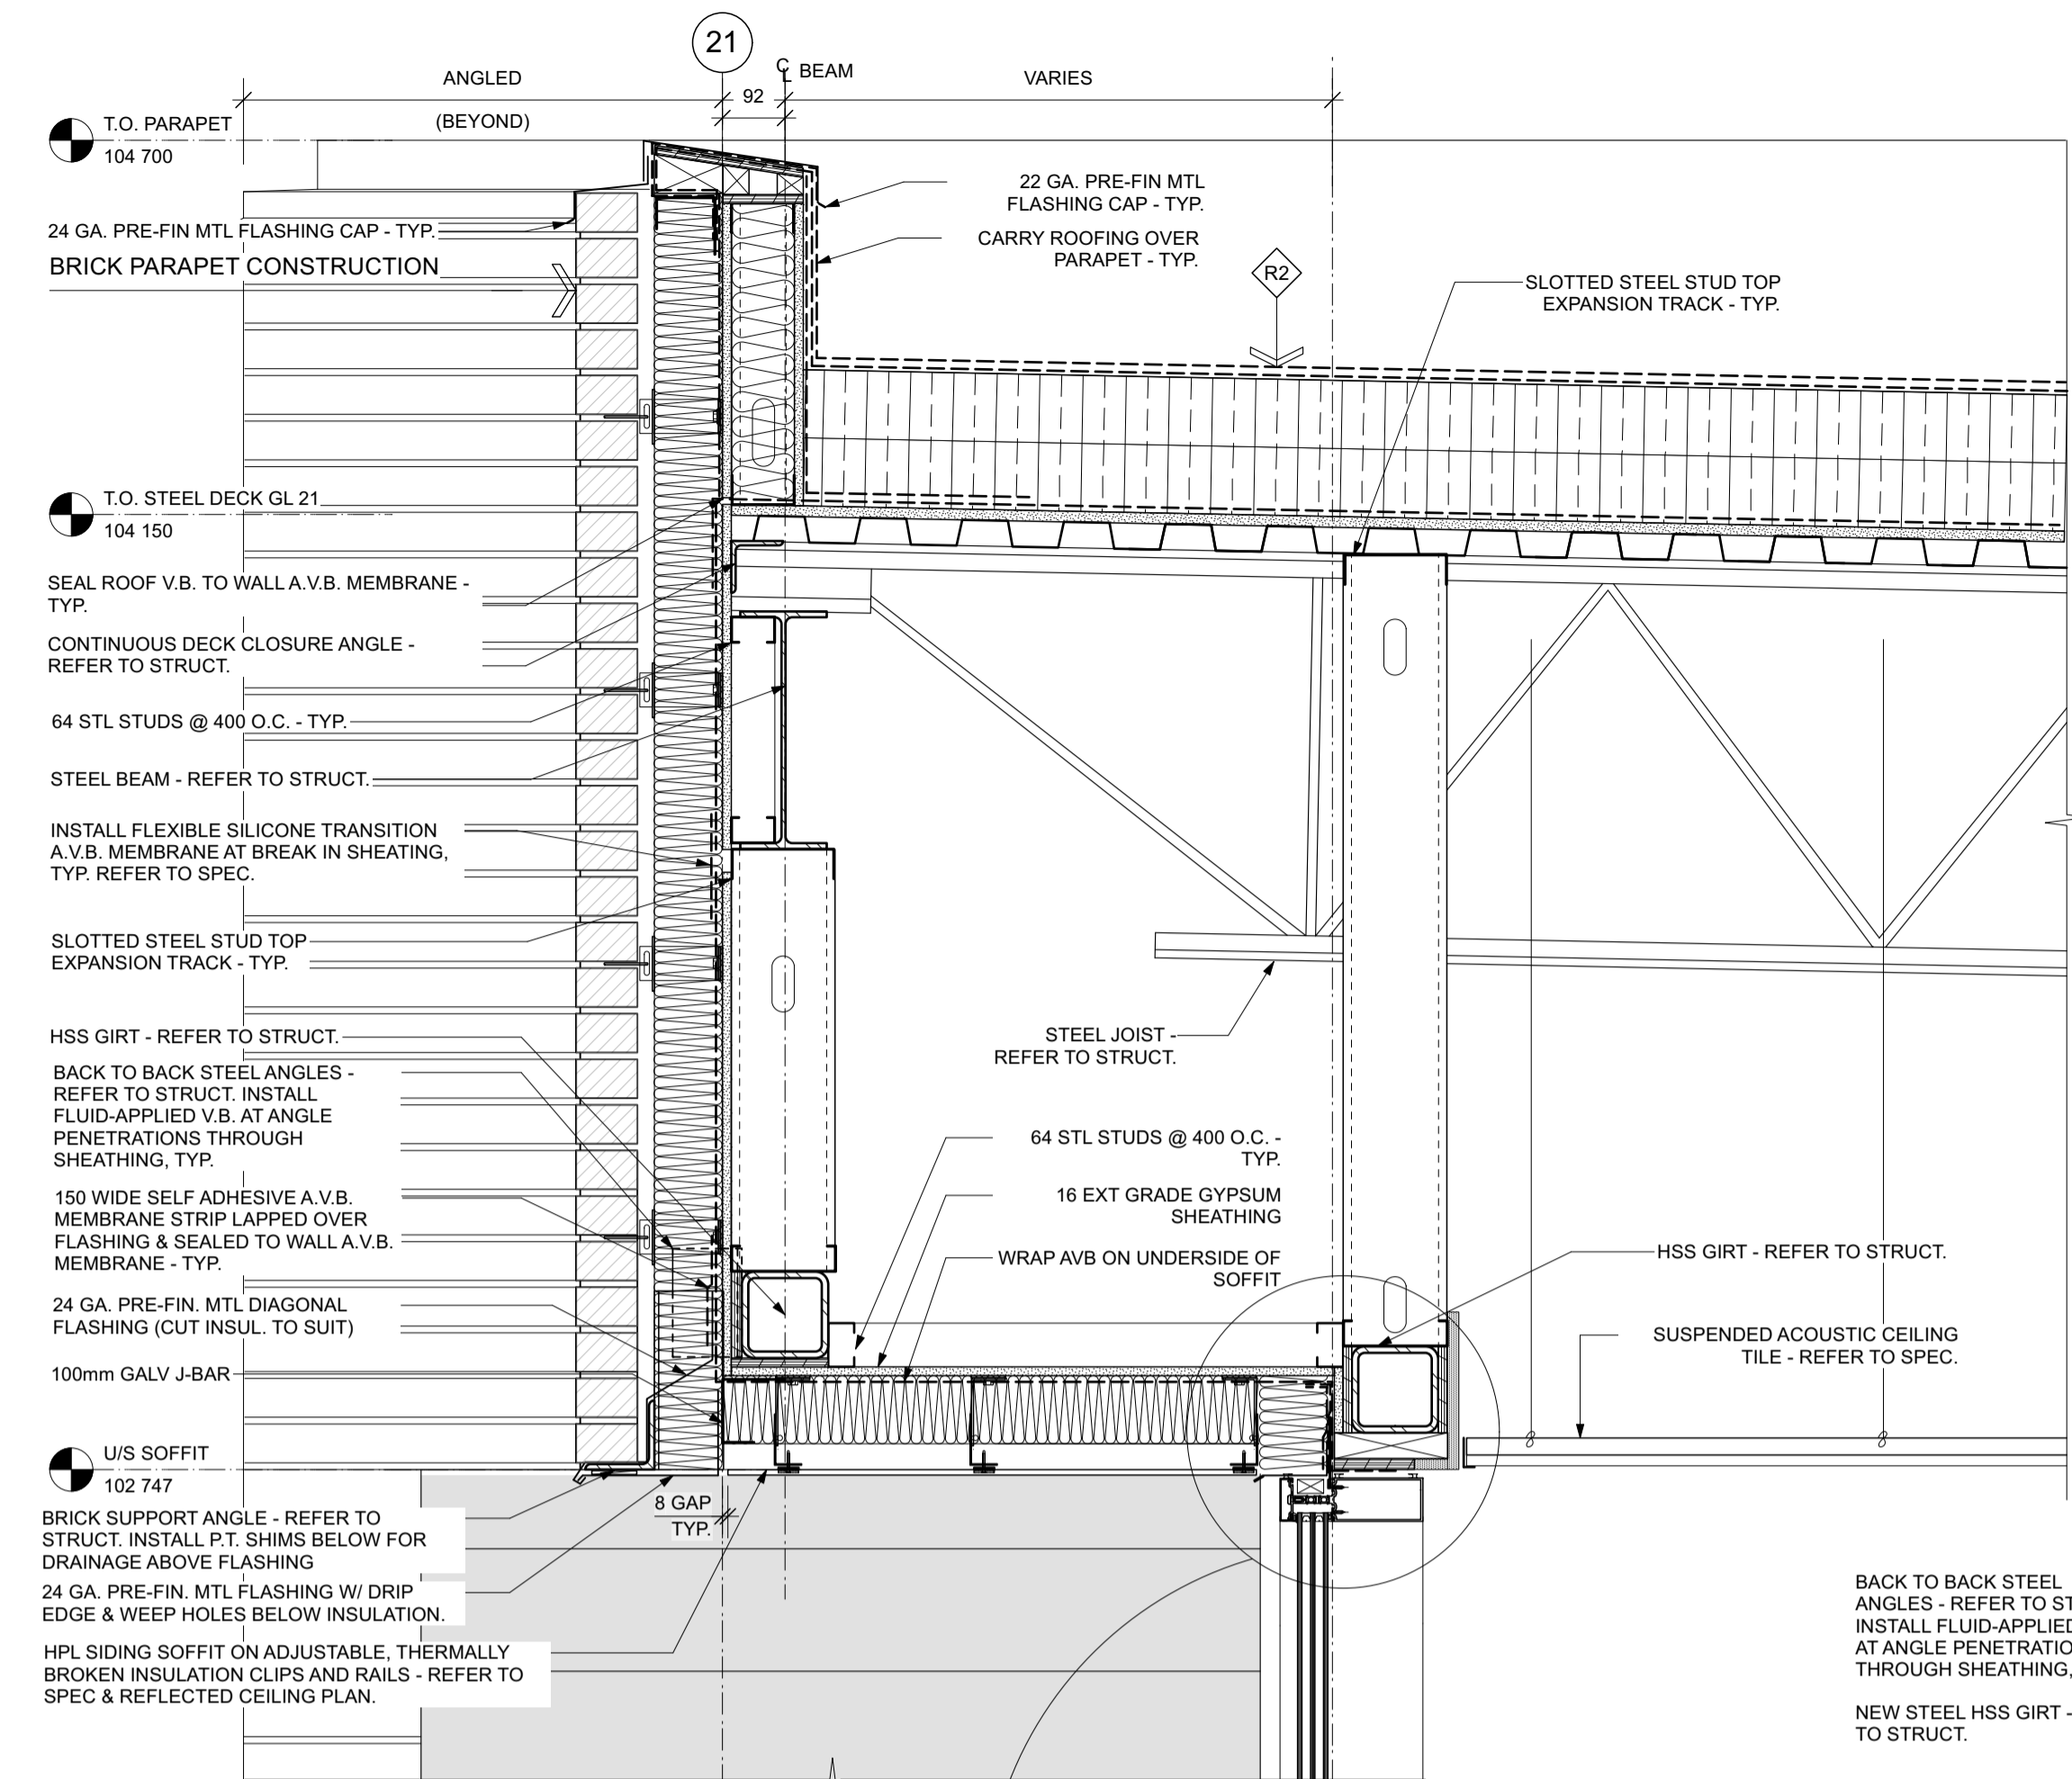 21
ANGLED
CL BEAM
VARIES
92
(BEYOND)
T.O. PARAPET
104 700
22 GA. PRE-FIN MTL
FLASHING CAP - TYP.
24 GA. PRE-FIN MTL FLASHING CAP - TYP.
CARRY ROOFING OVER
PARAPET - TYP.
BRICK PARAPET CONSTRUCTION
R2
SLOTTED STEEL STUD TOP
EXPANSION TRACK - TYP.
T.O. STEEL DECK GL 21
104 150
SEAL ROOF V.B. TO WALL A.V.B. MEMBRANE -
TYP.
CONTINUOUS DECK CLOSURE ANGLE -
REFER TO STRUCT.
64 STL STUDS @ 400 O.C. - TYP.
STEEL BEAM - REFER TO STRUCT.
INSTALL FLEXIBLE SILICONE TRANSITION
A.V.B. MEMBRANE AT BREAK IN SHEATING,
TYP. REFER TO SPEC.
SLOTTED STEEL STUD TOP
EXPANSION TRACK - TYP.
HSS GIRT - REFER TO STRUCT.
STEEL JOIST -
REFER TO STRUCT.
BACK TO BACK STEEL ANGLES -
REFER TO STRUCT. INSTALL
FLUID-APPLIED V.B. AT ANGLE
PENETRATIONS THROUGH
SHEATHING, TYP.
64 STL STUDS @ 400 O.C. -
TYP.
150 WIDE SELF ADHESIVE A.V.B.
MEMBRANE STRIP LAPPED OVER
FLASHING & SEALED TO WALL A.V.B.
MEMBRANE - TYP.
16 EXT GRADE GYPSUM
SHEATHING
WRAP AVB ON UNDERSIDE OF
SOFFIT
HSS GIRT - REFER TO STRUCT.
24 GA. PRE-FIN. MTL DIAGONAL
FLASHING (CUT INSUL. TO SUIT)
SUSPENDED ACOUSTIC CEILING
TILE - REFER TO SPEC.
100mm GALV J-BAR
U/S SOFFIT
102 747
8 GAP
TYP.
BRICK SUPPORT ANGLE - REFER TO
STRUCT. INSTALL P.T. SHIMS BELOW FOR
DRAINAGE ABOVE FLASHING
24 GA. PRE-FIN. MTL FLASHING W/ DRIP
EDGE & WEEP HOLES BELOW INSULATION.
HPL SIDING SOFFIT ON ADJUSTABLE, THERMALLY
BROKEN INSULATION CLIPS AND RAILS - REFER TO
SPEC & REFLECTED CEILING PLAN.
BACK TO BACK STEEL
ANGLES - REFER TO ST
INSTALL FLUID-APPLIED
AT ANGLE PENETRATIO
THROUGH SHEATHING,
NEW STEEL HSS GIRT -
TO STRUCT.